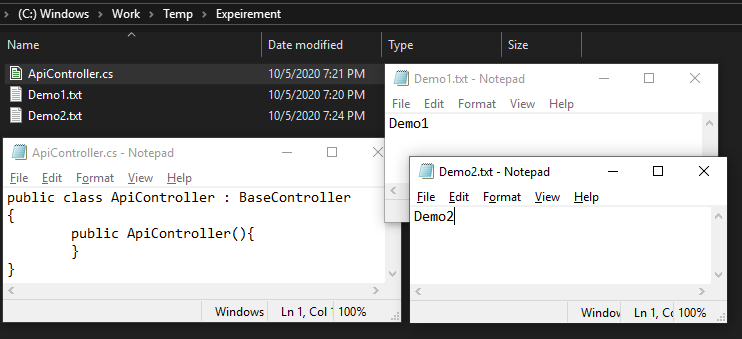 (C:) Windows > Work > Temp > Expeirement
Name Date modified Type Size
ApiController.cs 10/5/2020 7:21 PM
Demo1.txt 10/5/2020 7:20 PM
Demo2.txt 10/5/2020 7:24 PM
Demo1.txt - Notepad
File Edit Format View Help
Demo1
ApiController.cs - Notepad
File Edit Format View Help
public class ApiController : BaseController
{
public ApiController(){
}
}
Windows Ln 1, Col 1 100%
Demo2.txt - Notepad
File Edit Format View Help
Demo2
Window Ln 1, Co 100%